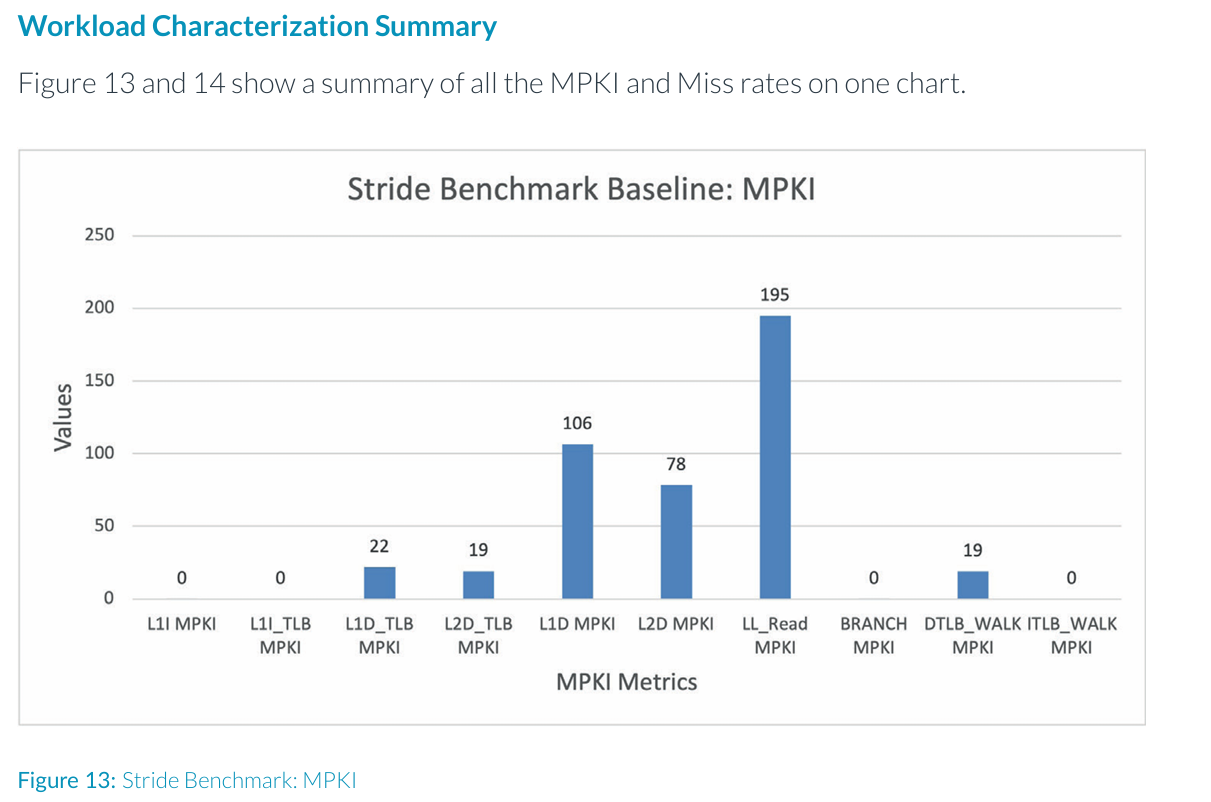 Workload Characterization Summary
Figure 13 and 14 show a summary of all the MPKI and Miss rates on one chart.
Stride Benchmark Baseline: MPKI
250
200
150
100
50
0
Values
0
0
22
19
106
78
195
0
19
0
L1I MPKI
L1I_TLB
MPKI
L1D_TLB
MPKI
L2D_TLB
MPKI
L1D MPKI
L2D MPKI
LL_Read
MPKI
BRANCH
MPKI
DTLB_WALK
MPKI
ITLB_WALK
MPKI
MPKI Metrics
Figure 13: Stride Benchmark: MPKI